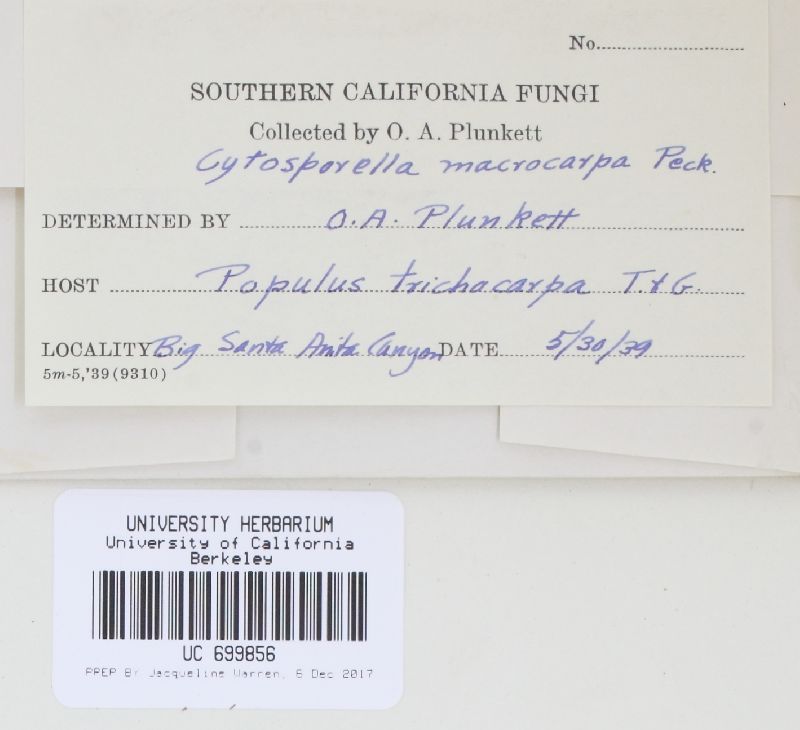 No.
SOUTHERN CALIFORNIA FUNGI
Collected by O. A. Plunkett
Cytosporella macrocarpa Peck.
DETERMINED BY O.A. Plunkett
HOST Populus trichacarpa T.&G.
LOCALITY Big Santa Anita Canyon DATE 5/30/39
5m-5,'39(9310)
UNIVERSITY HERBARIUM
University of California
Berkeley
UC 699856
PREP BY Jacqueline Warren, 6 Dec 2017